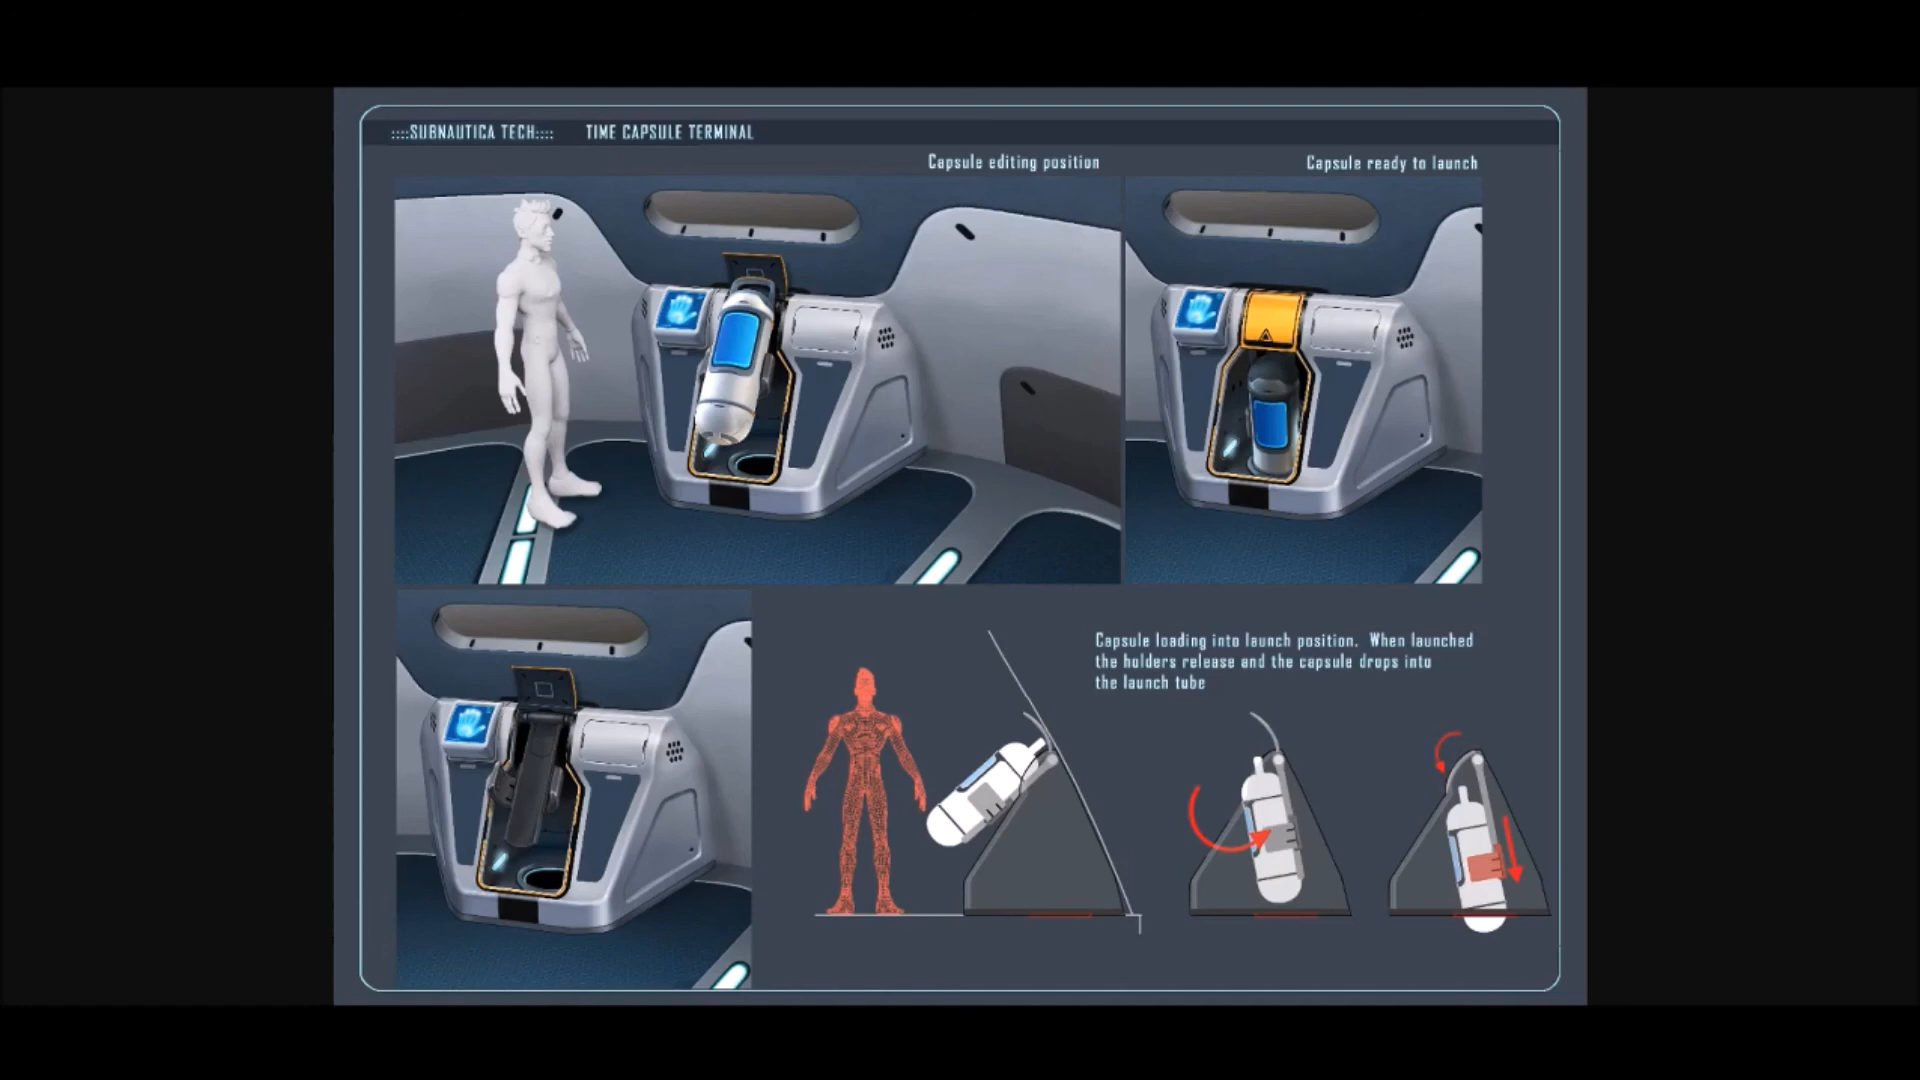 ::::SUBNAUTICA TECH::::  TIME CAPSULE TERMINAL
Capsule editing position
Capsule ready to launch
Capsule loading into launch position.  When launched
the holders release and the capsule drops into
the launch tube